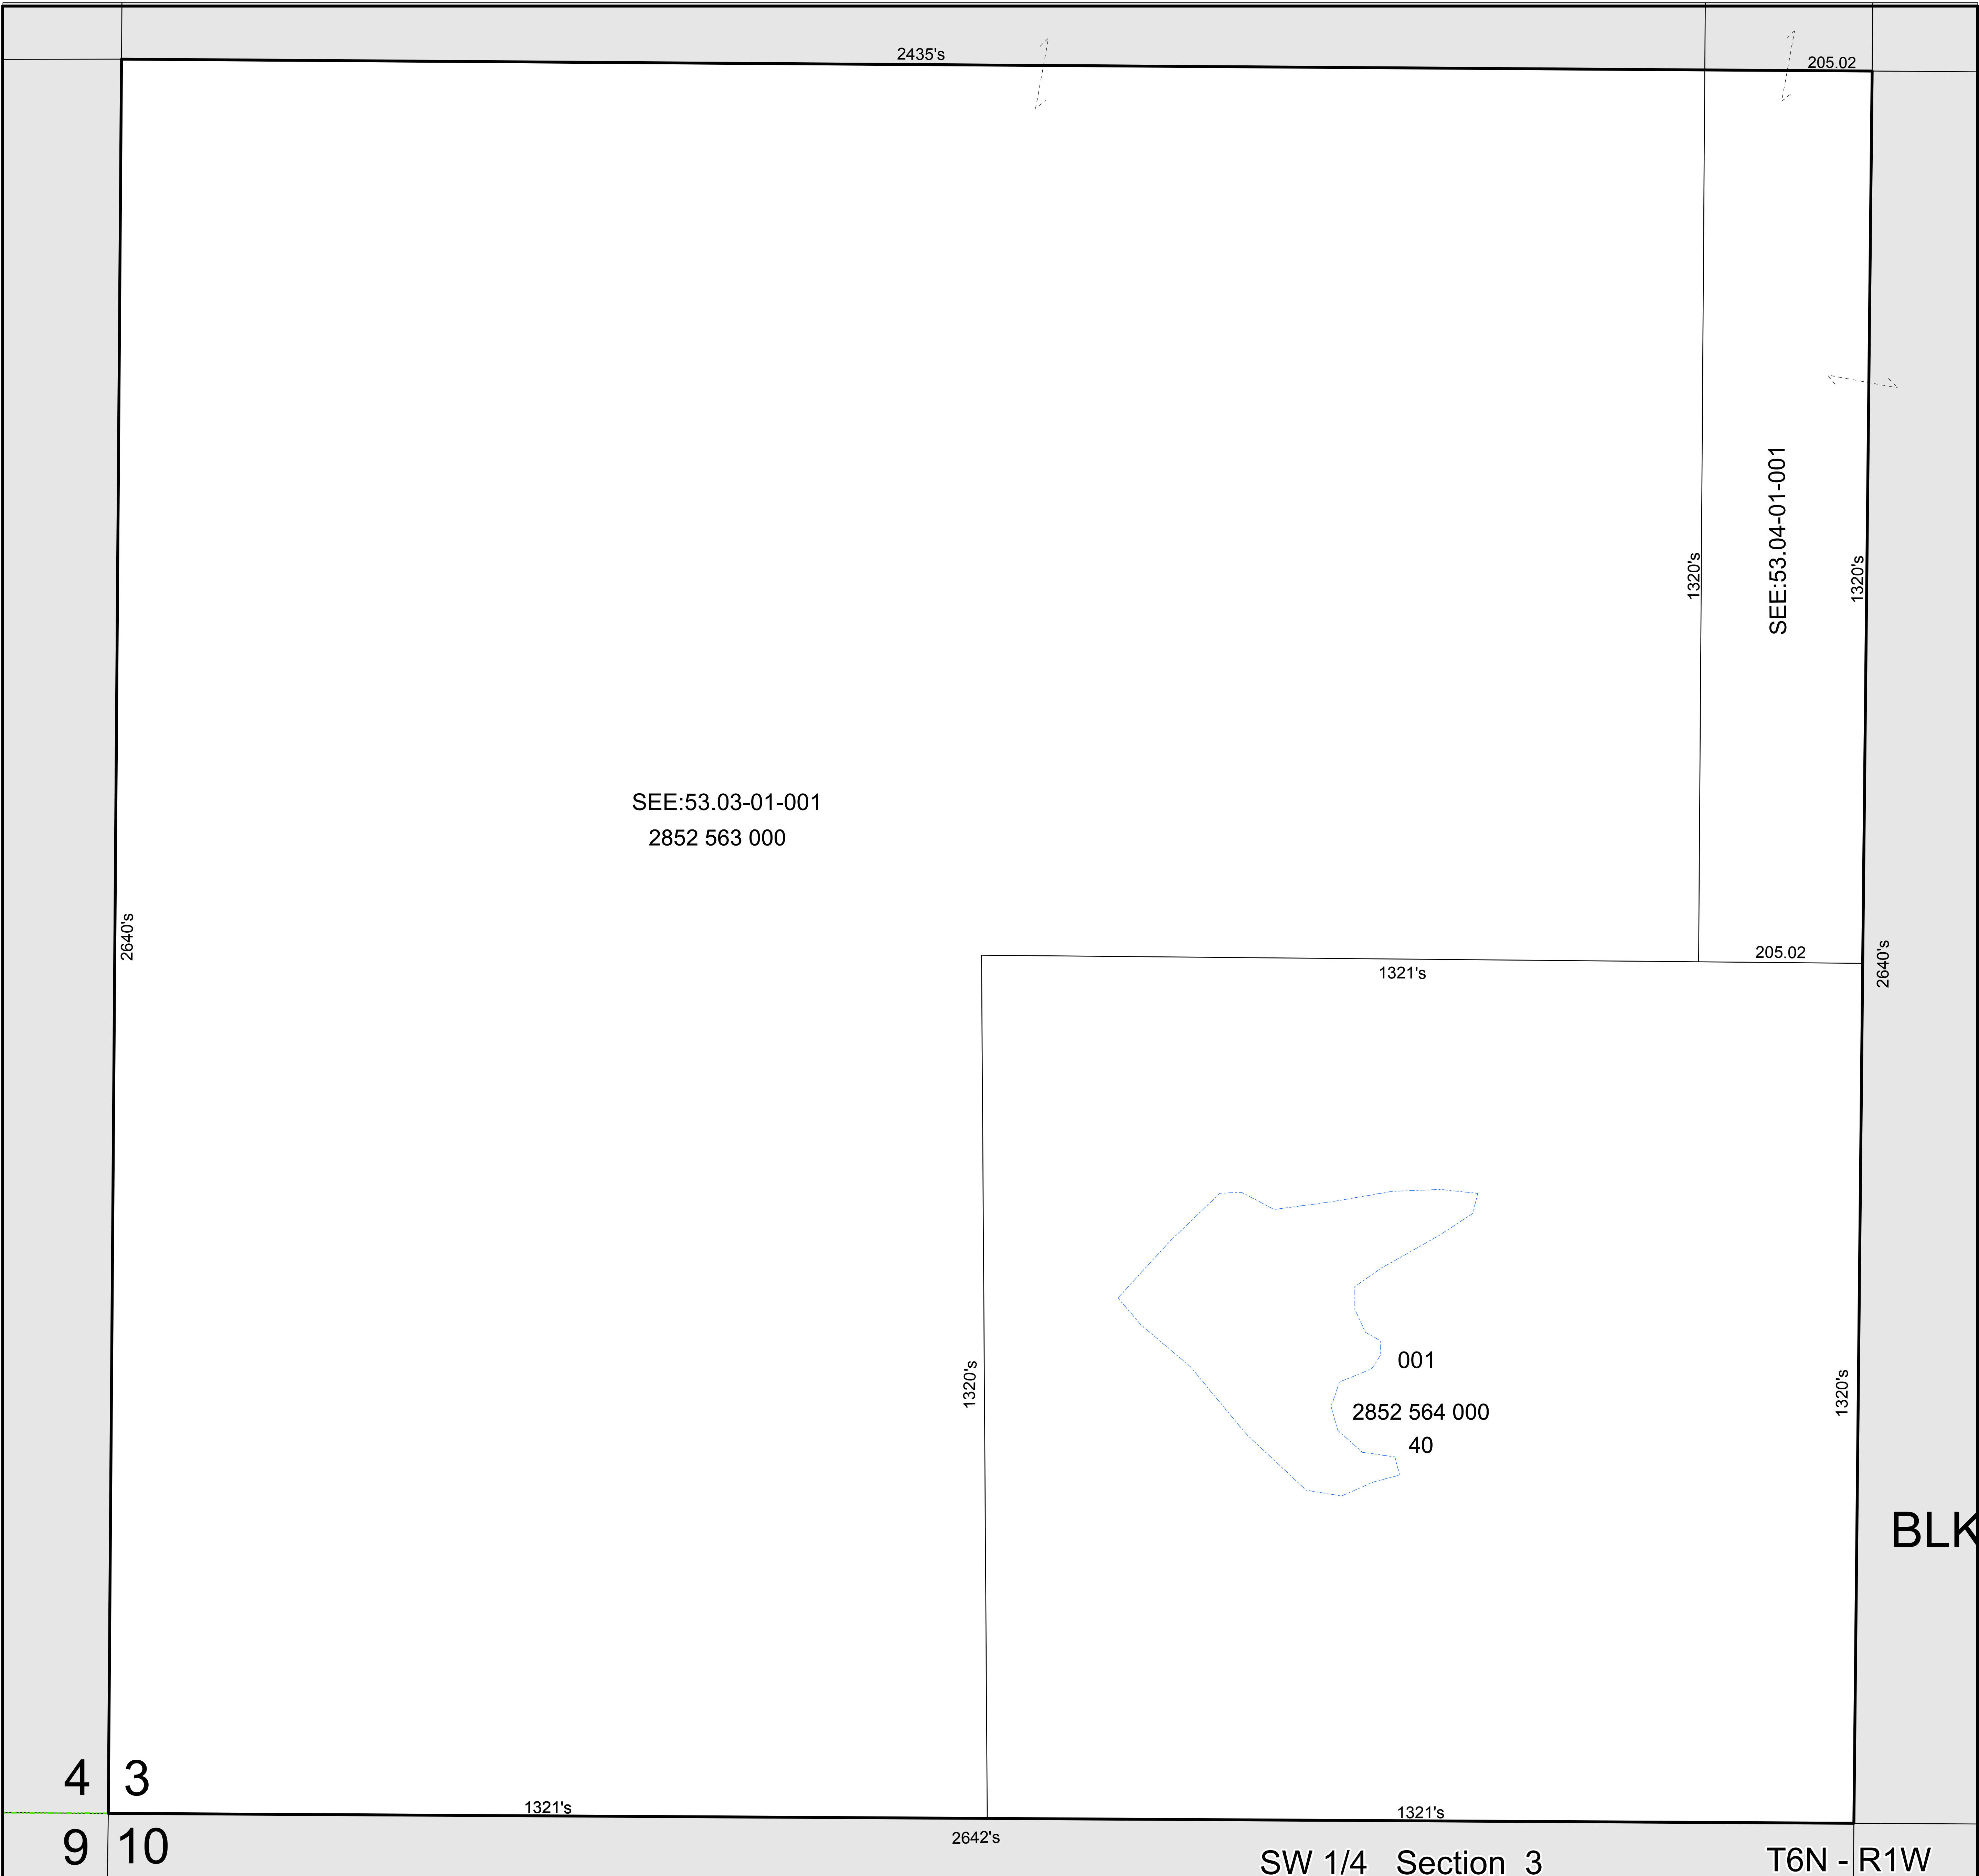 2435's
205.02
1320's
SEE:53.04-01-001
1320's
SEE:53.03-01-001
2852 563 000
2640's
205.02
2640's
1321's
1320's
001
1320's
2852 564 000
40
BLK
4 3
1321's
1321's
9 10
2642's
SW 1/4 Section 3
T6N - R1W